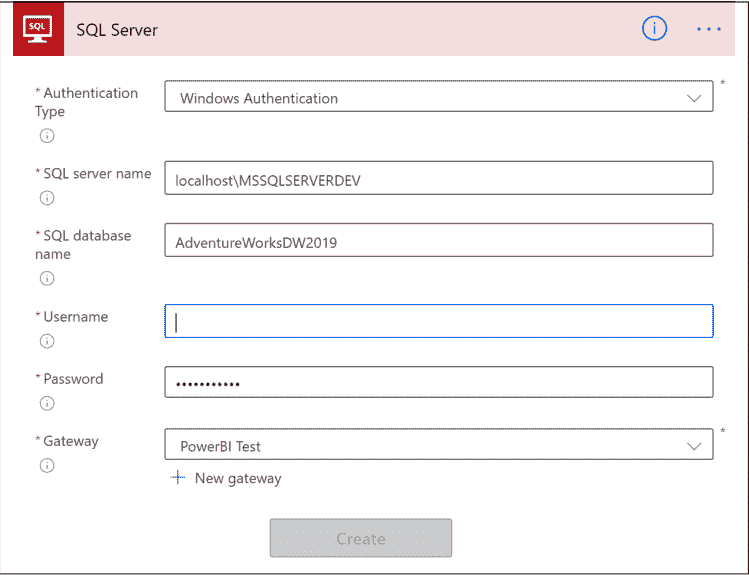 SQL
SQL Server
* Authentication Type
Windows Authentication
* SQL server name
localhost\MSSQLSERVERDEV
* SQL database name
AdventureWorksDW2019
* Username
* Password
•••••••••••
* Gateway
PowerBI Test
+ New gateway
Create